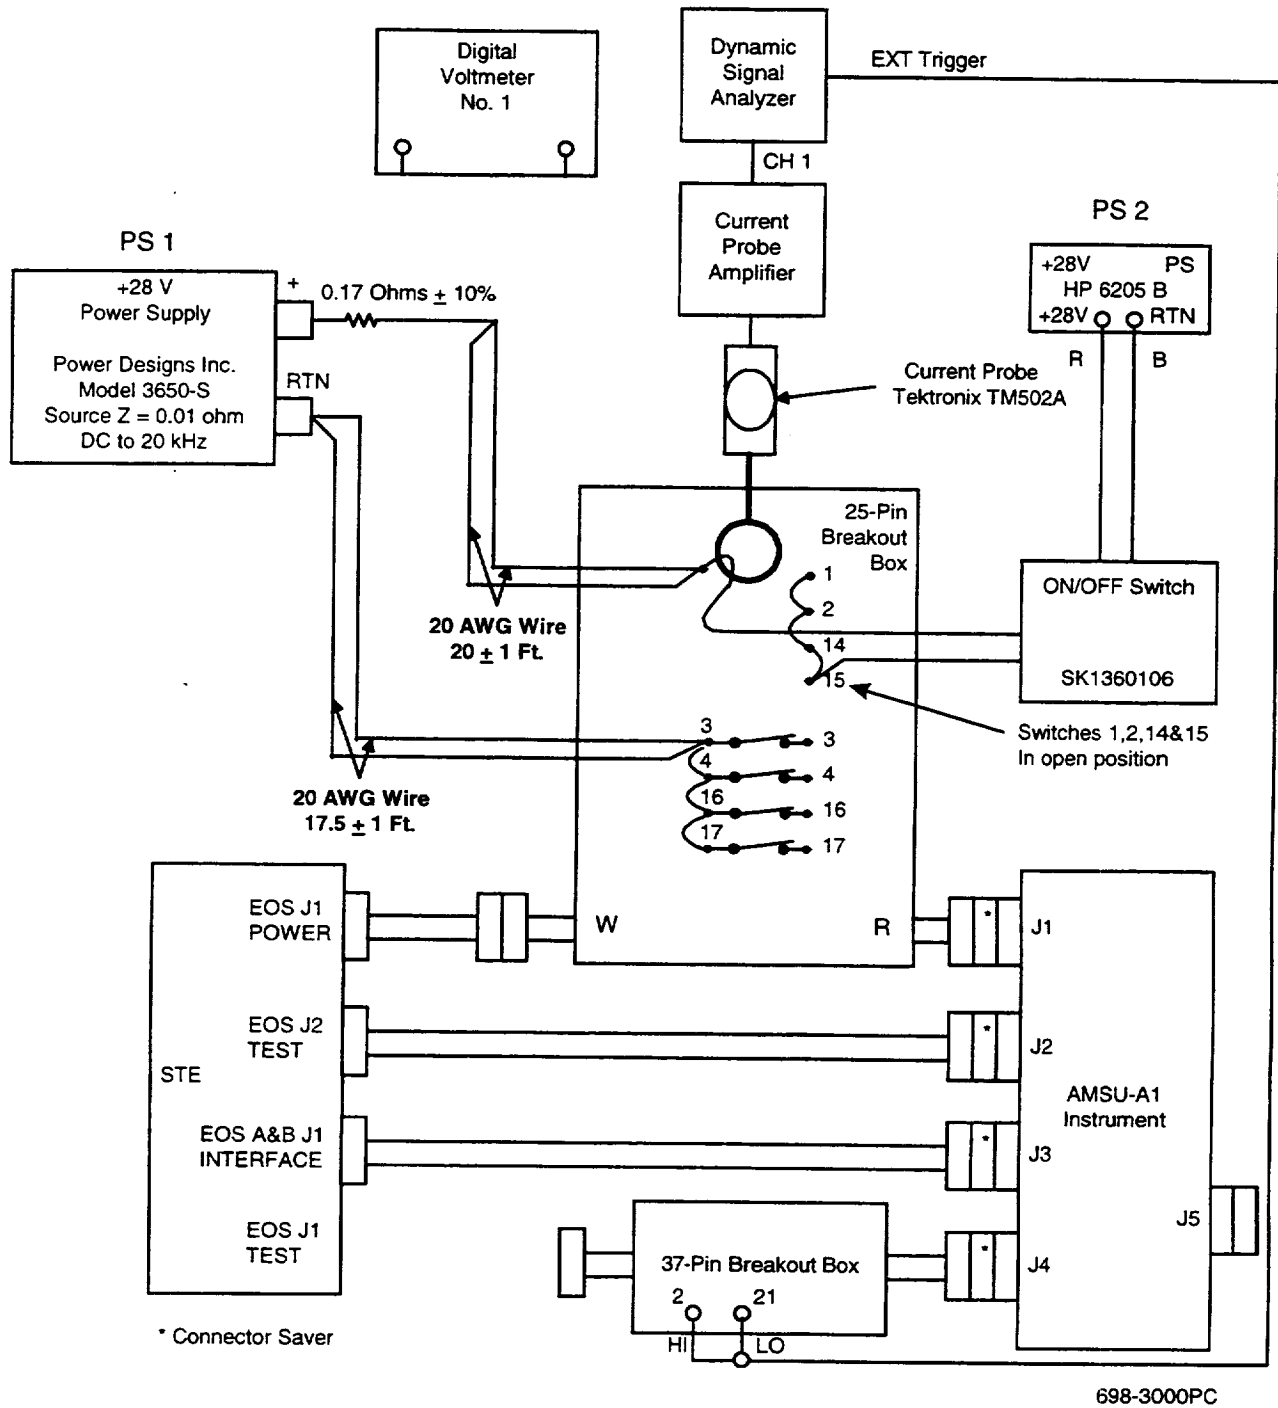 Digital
Voltmeter
No. 1
Dynamic
Signal
Analyzer
EXT Trigger
CH 1
Current
Probe
Amplifier
PS 1
+28 V
Power Supply
Power Designs Inc.
Model 3650-S
Source Z = 0.01 ohm
DC to 20 kHz
+
0.17 Ohms ± 10%
RTN
PS 2
+28V PS
HP 6205 B
+28V RTN
R B
Current Probe
Tektronix TM502A
25-Pin
Breakout
Box
1
2
14
15
ON/OFF Switch
SK1360106
20 AWG Wire
20 ± 1 Ft.
Switches 1,2,14&15
In open position
3 3
4 4
16 16
17 17
20 AWG Wire
17.5 ± 1 Ft.
W R
STE
EOS J1
POWER
EOS J2
TEST
EOS A&B J1
INTERFACE
EOS J1
TEST
* J1
* J2
* J3
* J4
AMSU-A1
Instrument
J5
37-Pin Breakout Box
2 21
HI LO
* Connector Saver
698-3000PC